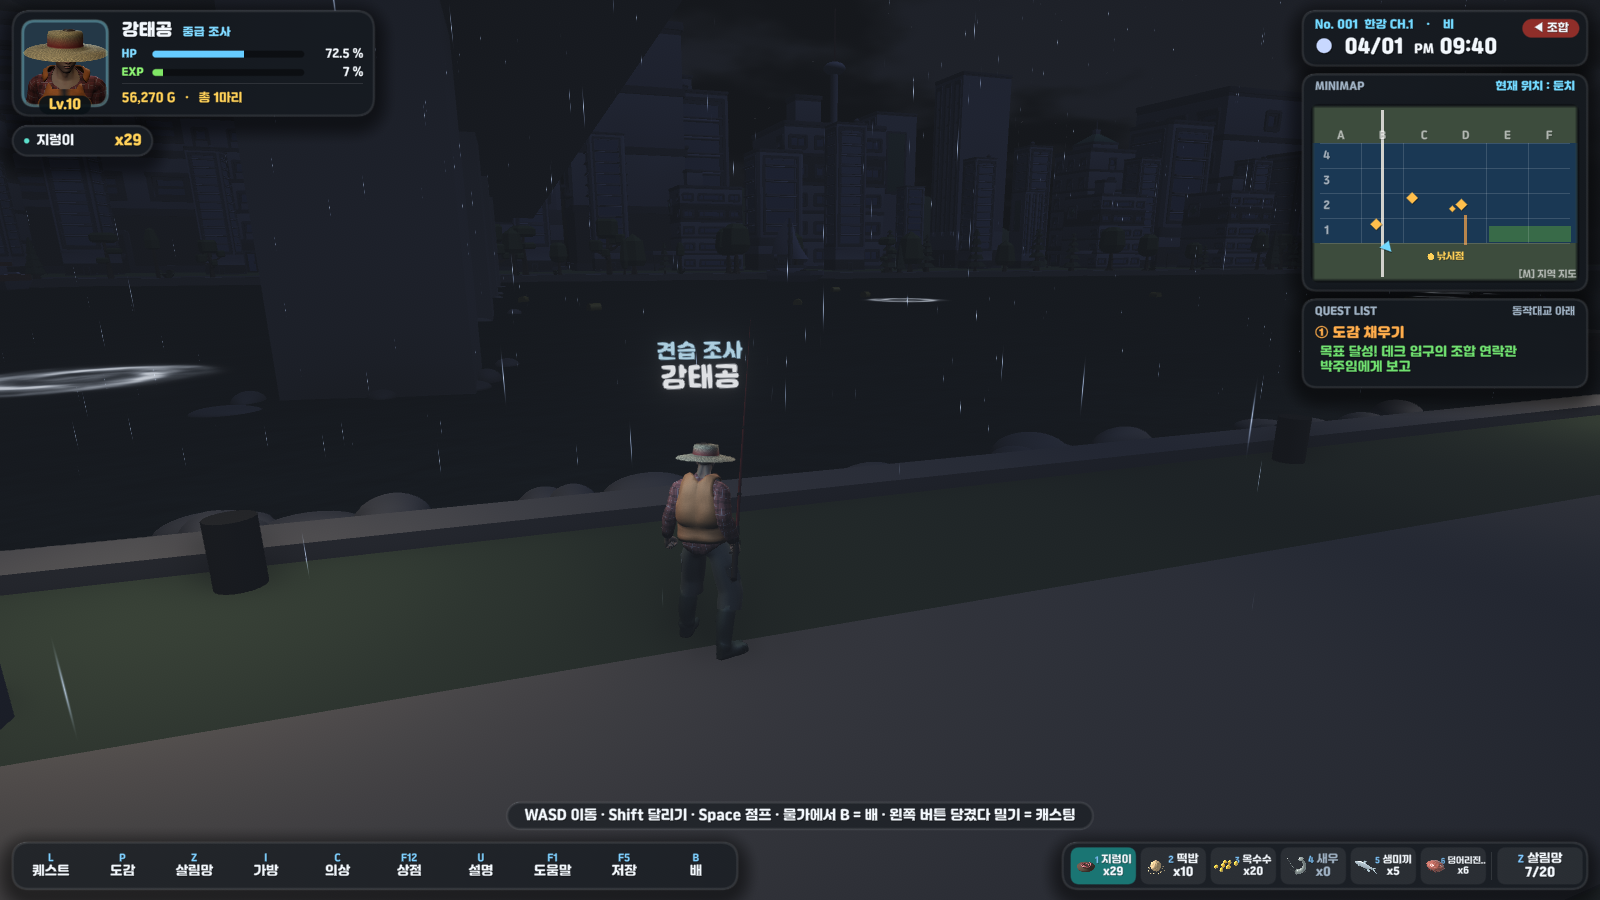 강태공 중급 조사
HP 72.5 %
EXP 7 %
Lv.10
56,270 G · 총 1마리
지렁이 x29
No. 001 한강 CH.1 · 비
◀ 조합
04/01 PM 09:40
MINIMAP 현재 위치 : 둔치
A B C D E F
4
3
2
1
낚시점
[M] 지역 지도
QUEST LIST 동작대교 아래
① 도감 채우기
목표 달성! 데크 입구의 조합 연락관
박주임에게 보고
견습 조사
강태공
WASD 이동 · Shift 달리기 · Space 점프 · 물가에서 B = 배 · 왼쪽 버튼 당겼다 밀기 = 캐스팅
L 퀘스트
P 도감
Z 살림망
I 가방
C 의상
F12 상점
U 설명
F1 도움말
F5 저장
B 배
1 지렁이 x29
2 떡밥 x10
3 옥수수 x20
4 새우 x0
5 생미끼 x5
6 덩어리진.. x6
Z 살림망 7/20